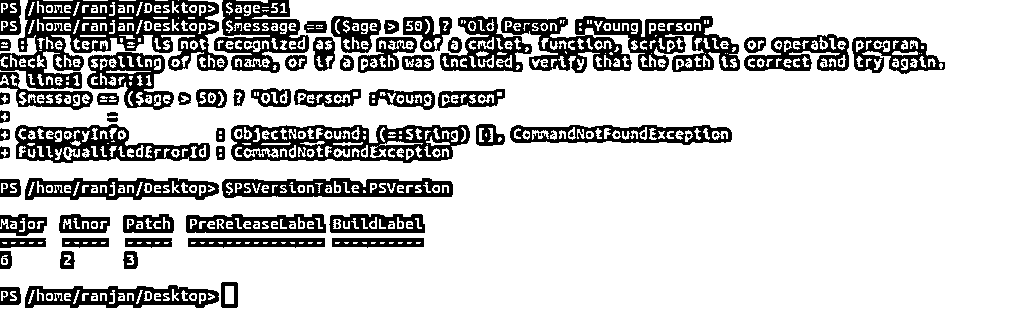 PS /home/ranjan/Desktop> $age=51
PS /home/ranjan/Desktop> $message == ($age > 50) ? "Old Person" :"Young person"
= : The term '=' is not recognized as the name of a cmdlet, function, script file, or operable program.
Check the spelling of the name, or if a path was included, verify that the path is correct and try again.
At line:1 char:11
+ $message == ($age > 50) ? "Old Person" :"Young person"
+           =
+ CategoryInfo          : ObjectNotFound: (=:String) [], CommandNotFoundException
+ FullyQualifiedErrorId : CommandNotFoundException
PS /home/ranjan/Desktop> $PSVersionTable.PSVersion
Major  Minor  Patch  PreReleaseLabel BuildLabel
-----  -----  -----  --------------- ----------
6      2      3
PS /home/ranjan/Desktop>